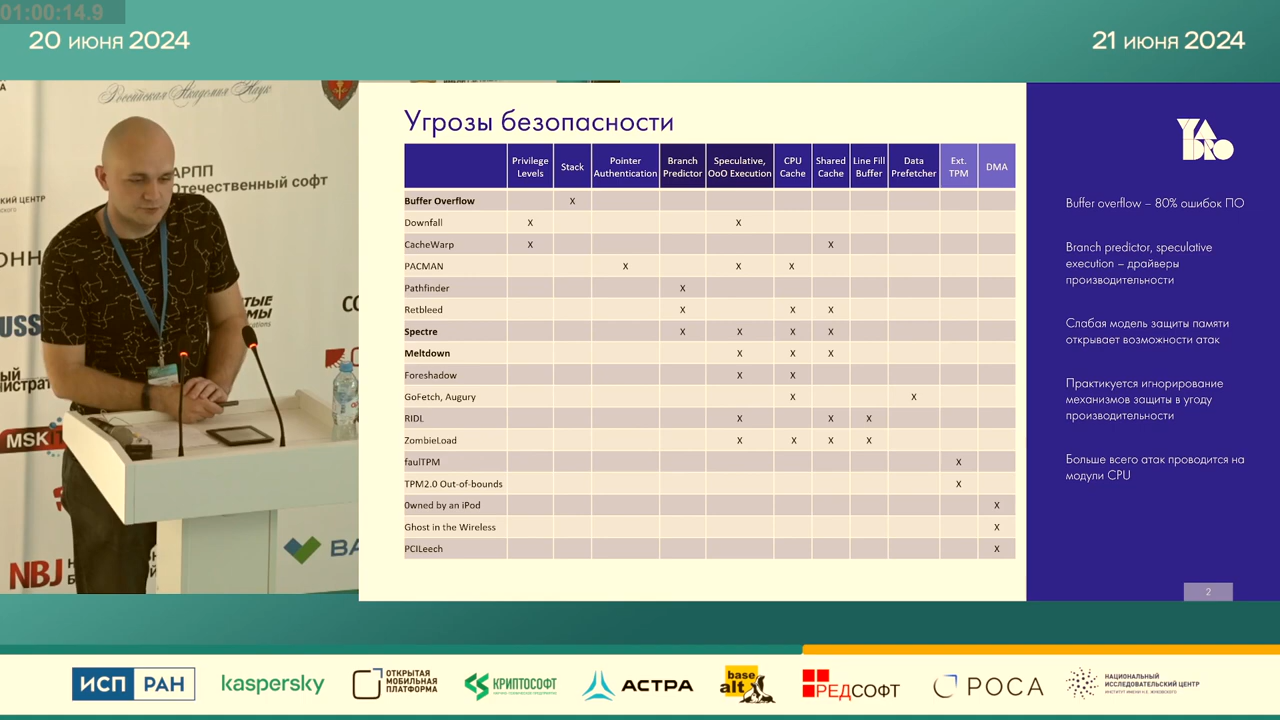 01:00:14.9
20 июня 2024
21 июня 2024
Российская Академия Наук
АРПП
Отечественный софт
MSK
NBJ
Угрозы безопасности
Privilege Levels | Stack | Pointer Authentication | Branch Predictor | Speculative, OoO Execution | CPU Cache | Shared Cache | Line Fill Buffer | Data Prefetcher | Ext. TPM | DMA
Buffer Overflow X
Downfall X X
CacheWarp X X
PACMAN X X X
Pathfinder X
Retbleed X X X
Spectre X X X X
Meltdown X X X
Foreshadow X X
GoFetch, Augury X X
RIDL X X X
ZombieLoad X X X X
faulTPM X
TPM2.0 Out-of-bounds X
0wned by an iPod X
Ghost in the Wireless X
PCILeech X
YADRO
Buffer overflow – 80% ошибок ПО
Branch predictor, speculative
execution – драйверы
производительности
Слабая модель защиты памяти
открывает возможности атак
Практикуется игнорирование
механизмов защиты в угоду
производительности
Больше всего атак проводится на
модули CPU
2
ИСП РАН
kaspersky
ОТКРЫТАЯ
МОБИЛЬНАЯ
ПЛАТФОРМА
КРИПТОСОФТ
АСТРА
base
alt
РЕДСОФТ
РОСА
НАЦИОНАЛЬНЫЙ
ИССЛЕДОВАТЕЛЬСКИЙ ЦЕНТР